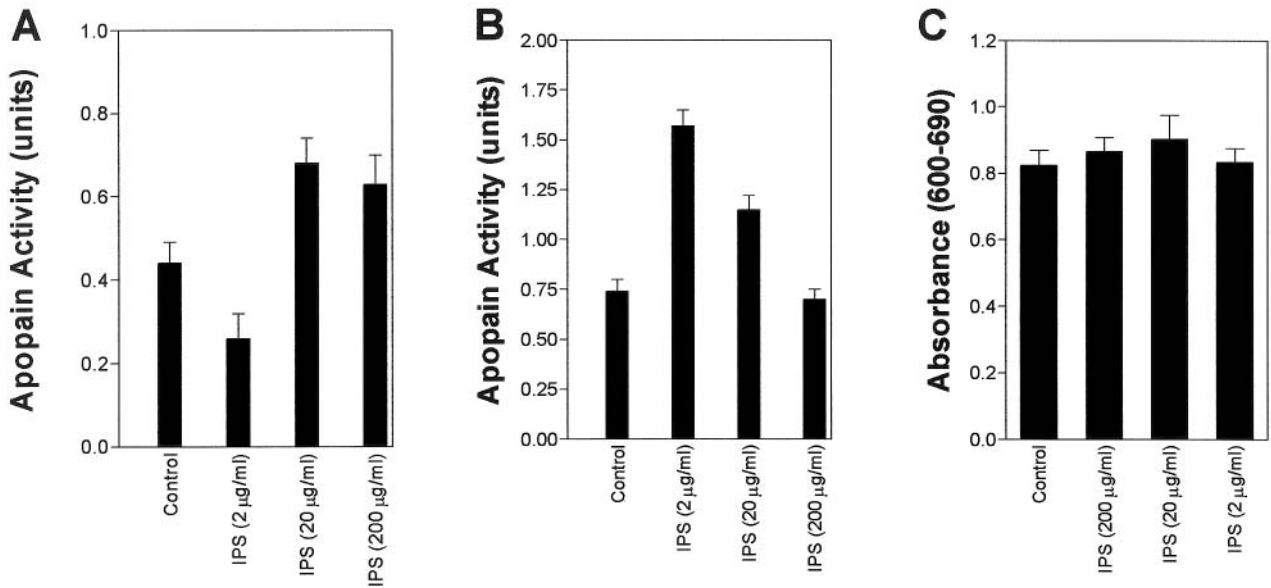 A
Apopain Activity (units)
1.0
0.8
0.6
0.4
0.2
0.0
Control
IPS (2 μg/ml)
IPS (20 μg/ml)
IPS (200 μg/ml)
B
Apopain Activity (units)
2.00
1.75
1.50
1.25
1.00
0.75
0.50
0.25
0.00
Control
IPS (2 μg/ml)
IPS (20 μg/ml)
IPS (200 μg/ml)
C
Absorbance (600-690)
1.2
1.0
0.8
0.6
0.4
0.2
0.0
Control
IPS (200 μg/ml)
IPS (20 μg/ml)
IPS (2 μg/ml)